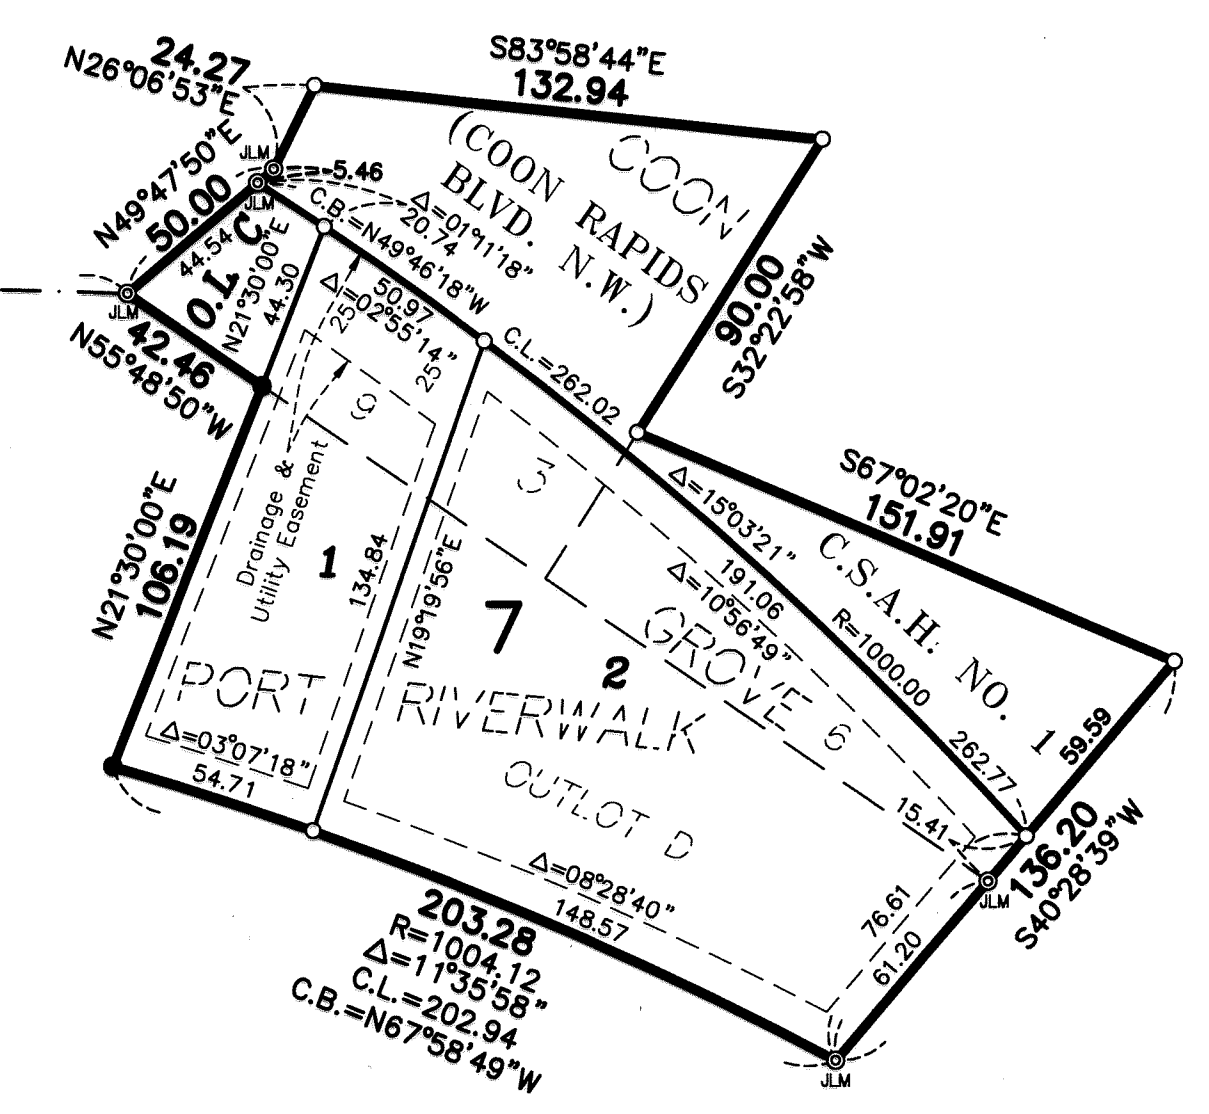 24.27
N26°06'53"E
S83°58'44"E
132.94
JLM
5.46
N49°47'50"E
50.00
JLM
44.54
O.L. C
N21°30'00"E
44.30
C.B.=N49°46'18"W
Δ=01°11'18"
20.74
(COON RAPIDS
BLVD. N.W.)
COON
90.00
S32°22'58"W
JLM
42.46
N55°48'50"W
Δ=02°55'14"
50.97
25
25
C.L.=262.02
9
3
S67°02'20"E
151.91
Δ=15°03'21"
191.06
Δ=10°56'49"
R=1000.00
262.77
C.S.A.H. NO. 1
59.59
N21°30'00"E
106.19
Drainage &
Utility Easement
1
134.84
N19°19'56"E
7
2
GROVE
6
PORT RIVERWALK
OUTLOT D
Δ=03°07'18"
54.71
15.41
136.20
S40°28'39"W
JLM
76.61
61.20
Δ=08°28'40"
148.57
203.28
R=1004.12
Δ=11°35'58"
C.L.=202.94
C.B.=N67°58'49"W
JLM